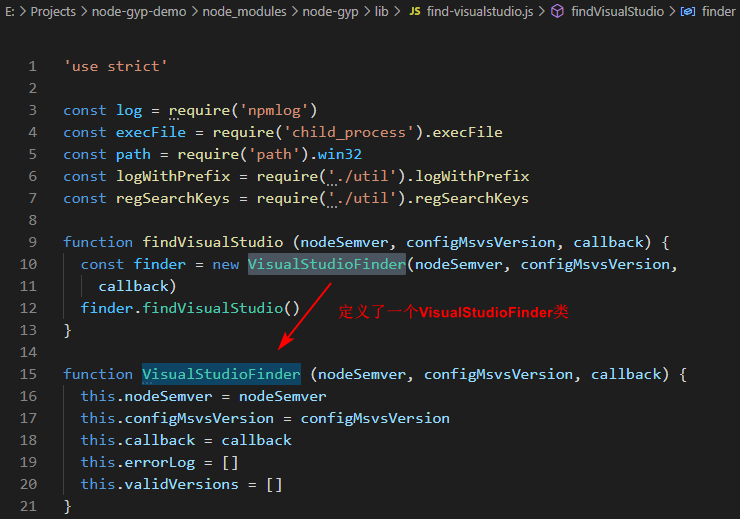 E: > Projects > node-gyp-demo > node_modules > node-gyp > lib > JS find-visualstudio.js > findVisualStudio > finder
1 'use strict'
2
3 const log = require('npmlog')
4 const execFile = require('child_process').execFile
5 const path = require('path').win32
6 const logWithPrefix = require('./util').logWithPrefix
7 const regSearchKeys = require('./util').regSearchKeys
8
9 function findVisualStudio (nodeSemver, configMsvsVersion, callback) {
10   const finder = new VisualStudioFinder(nodeSemver, configMsvsVersion,
11     callback)
12   finder.findVisualStudio()
定义了一个VisualStudioFinder类
13 }
14
15 function VisualStudioFinder (nodeSemver, configMsvsVersion, callback) {
16   this.nodeSemver = nodeSemver
17   this.configMsvsVersion = configMsvsVersion
18   this.callback = callback
19   this.errorLog = []
20   this.validVersions = []
21 }